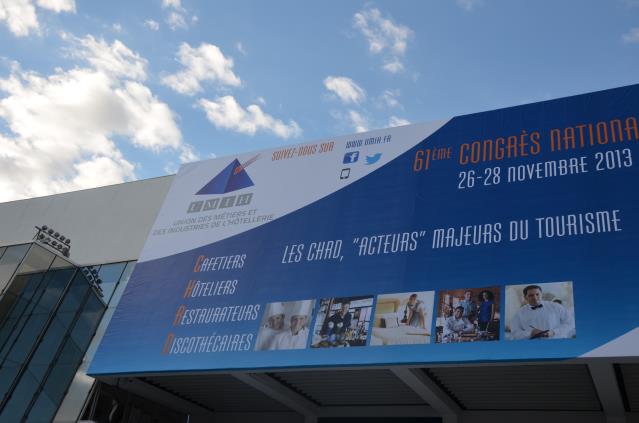 SUIVEZ-NOUS SUR
WWW.UMIH.FR
UMIH
UNION DES MÉTIERS ET
DES INDUSTRIES DE L'HÔTELLERIE
61ÈME CONGRÈS NATIONA
26-28 NOVEMBRE 2013
LES CHRD, "ACTEURS" MAJEURS DU TOURISME
CAFETIERS
HÔTELIERS
RESTAURATEURS
DISCOTHÉCAIRES